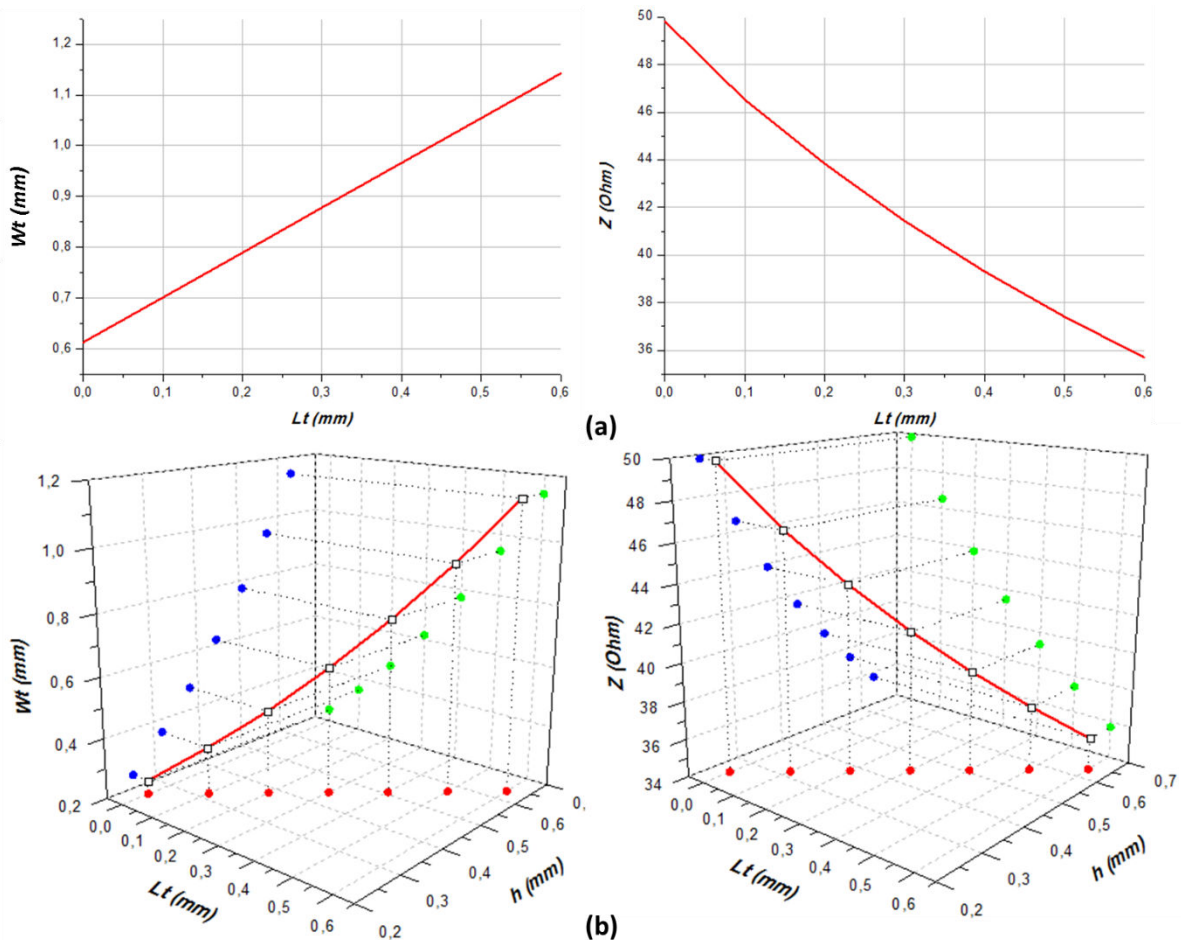 1,2
1,1
1,0
0,9
0,8
0,7
0,6
Wt (mm)
0,0 0,1 0,2 0,3 0,4 0,5 0,6
Lt (mm)
50
48
46
44
42
40
38
36
Z (Ohm)
0,0 0,1 0,2 0,3 0,4 0,5 0,6
Lt (mm)
(a)
1,2
1,0
0,8
0,6
0,4
0,2
Wt (mm)
0,0 0,1 0,2 0,3 0,4 0,5 0,6
Lt (mm)
0,2 0,3 0,4 0,5 0,6 0,
h (mm)
50
48
46
44
42
40
38
36
34
Z (Ohm)
0,0 0,1 0,2 0,3 0,4 0,5 0,6
Lt (mm)
0,2 0,3 0,4 0,5 0,6 0,7
h (mm)
(b)